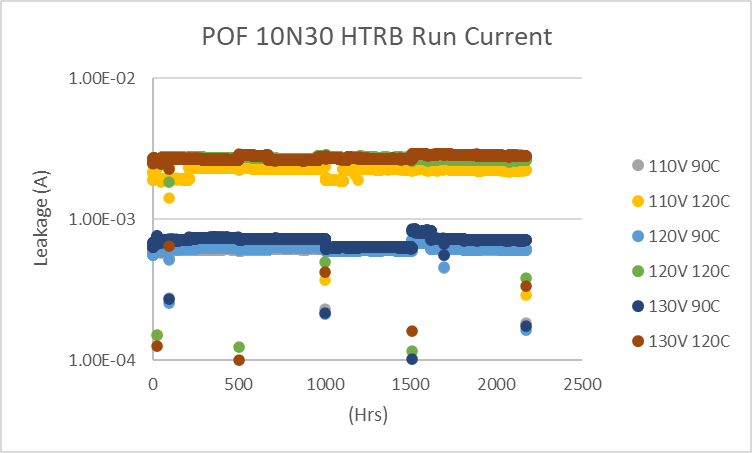 POF 10N30 HTRB Run Current
1.00E-02
1.00E-03
1.00E-04
Leakage (A)
0
500
1000
1500
2000
2500
(Hrs)
110V 90C
110V 120C
120V 90C
120V 120C
130V 90C
130V 120C